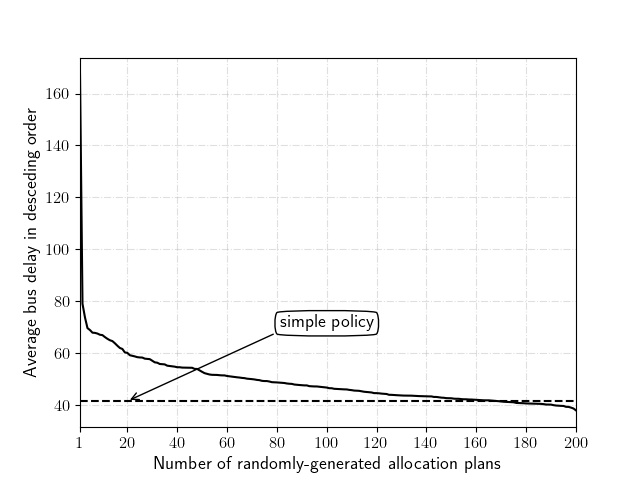 160
140
120
100
80
60
40
Average bus delay in desceding order
simple policy
1 20 40 60 80 100 120 140 160 180 200
Number of randomly-generated allocation plans